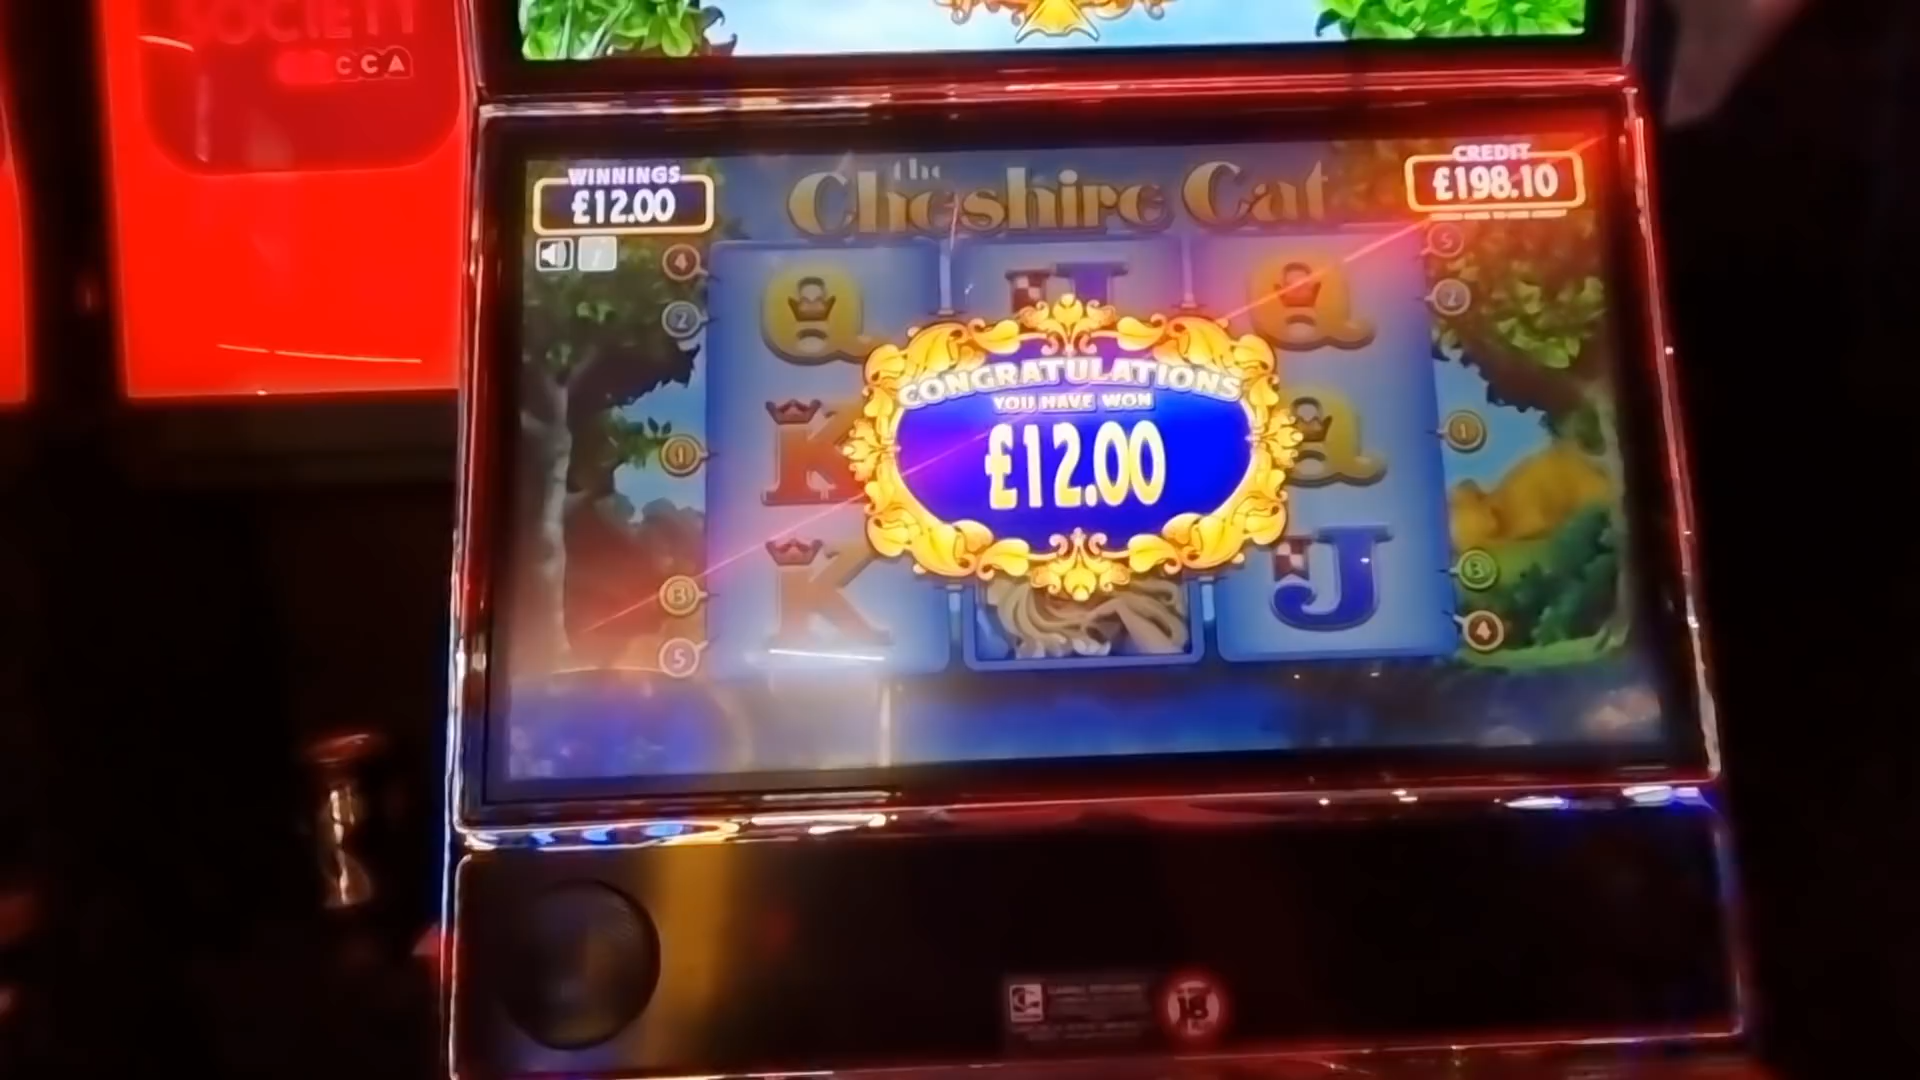 SOCIETY
CCA
WINNINGS
£12.00
the
Cheshire Cat
CREDIT
£198.10
4
2
1
3
5
5
2
1
3
4
Q
J
Q
K
Q
K
J
CONGRATULATIONS
YOU HAVE WON
£12.00
18